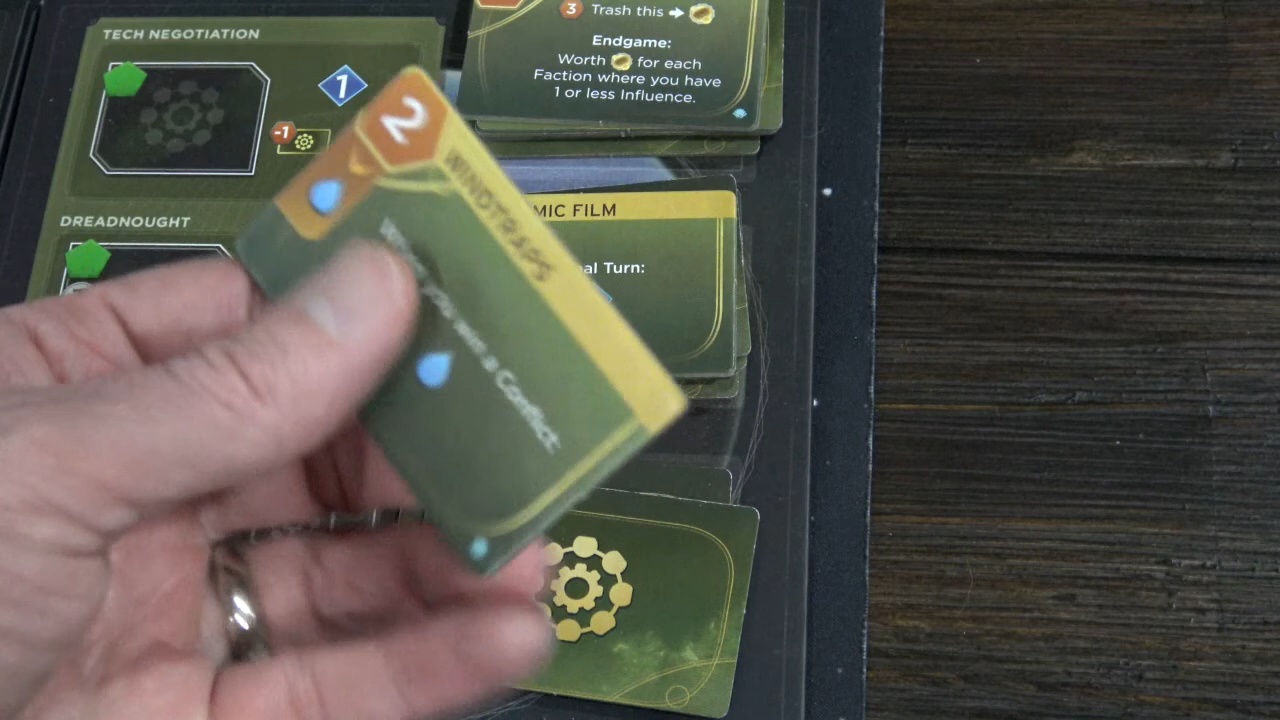 TECH NEGOTIATION
1
-1
DREADNOUGHT
3 Trash this
Endgame:
Worth for each
Faction where you have
1 or less Influence.
2
WINDTRAPS
you win a Conflict:
MIC FILM
al Turn: